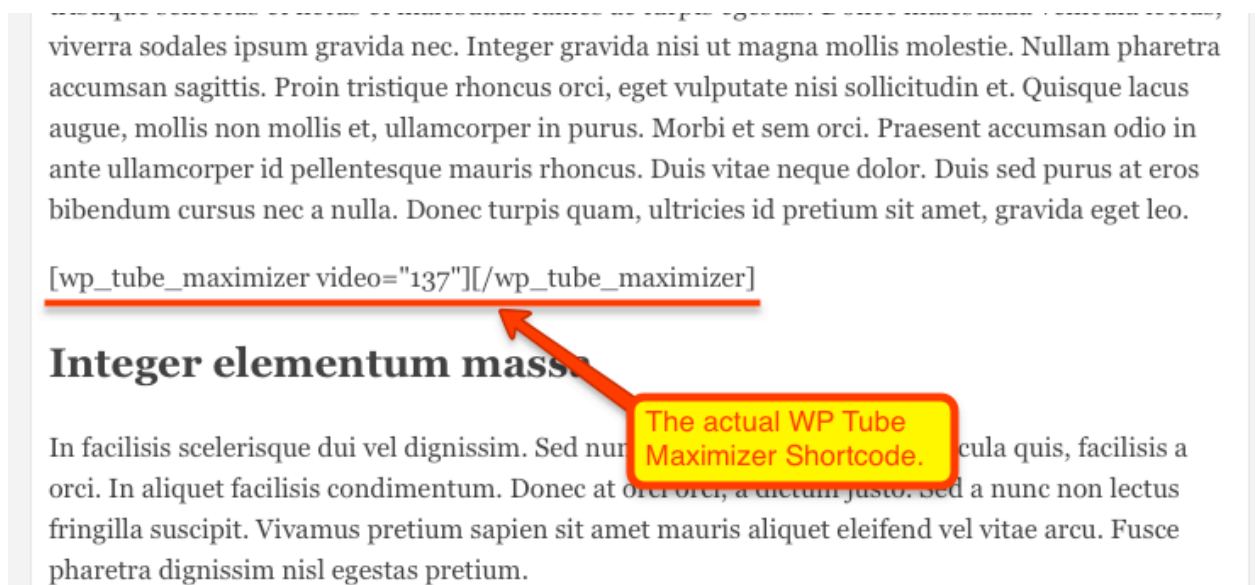 viverra sodales ipsum gravida nec. Integer gravida nisi ut magna mollis molestie. Nullam pharetra
accumsan sagittis. Proin tristique rhoncus orci, eget vulputate nisi sollicitudin et. Quisque lacus
augue, mollis non mollis et, ullamcorper in purus. Morbi et sem orci. Praesent accumsan odio in
ante ullamcorper id pellentesque mauris rhoncus. Duis vitae neque dolor. Duis sed purus at eros
bibendum cursus nec a nulla. Donec turpis quam, ultricies id pretium sit amet, gravida eget leo.
[wp_tube_maximizer video="137"][/wp_tube_maximizer]
Integer elementum massa
The actual WP Tube
Maximizer Shortcode.
In facilisis scelerisque dui vel dignissim. Sed cula quis, facilisis a
orci. In aliquet facilisis condimentum. Donec at orci orci, a dictum justo. Sed a nunc non lectus
fringilla suscipit. Vivamus pretium sapien sit amet mauris aliquet eleifend vel vitae arcu. Fusce
pharetra dignissim nisl egestas pretium.